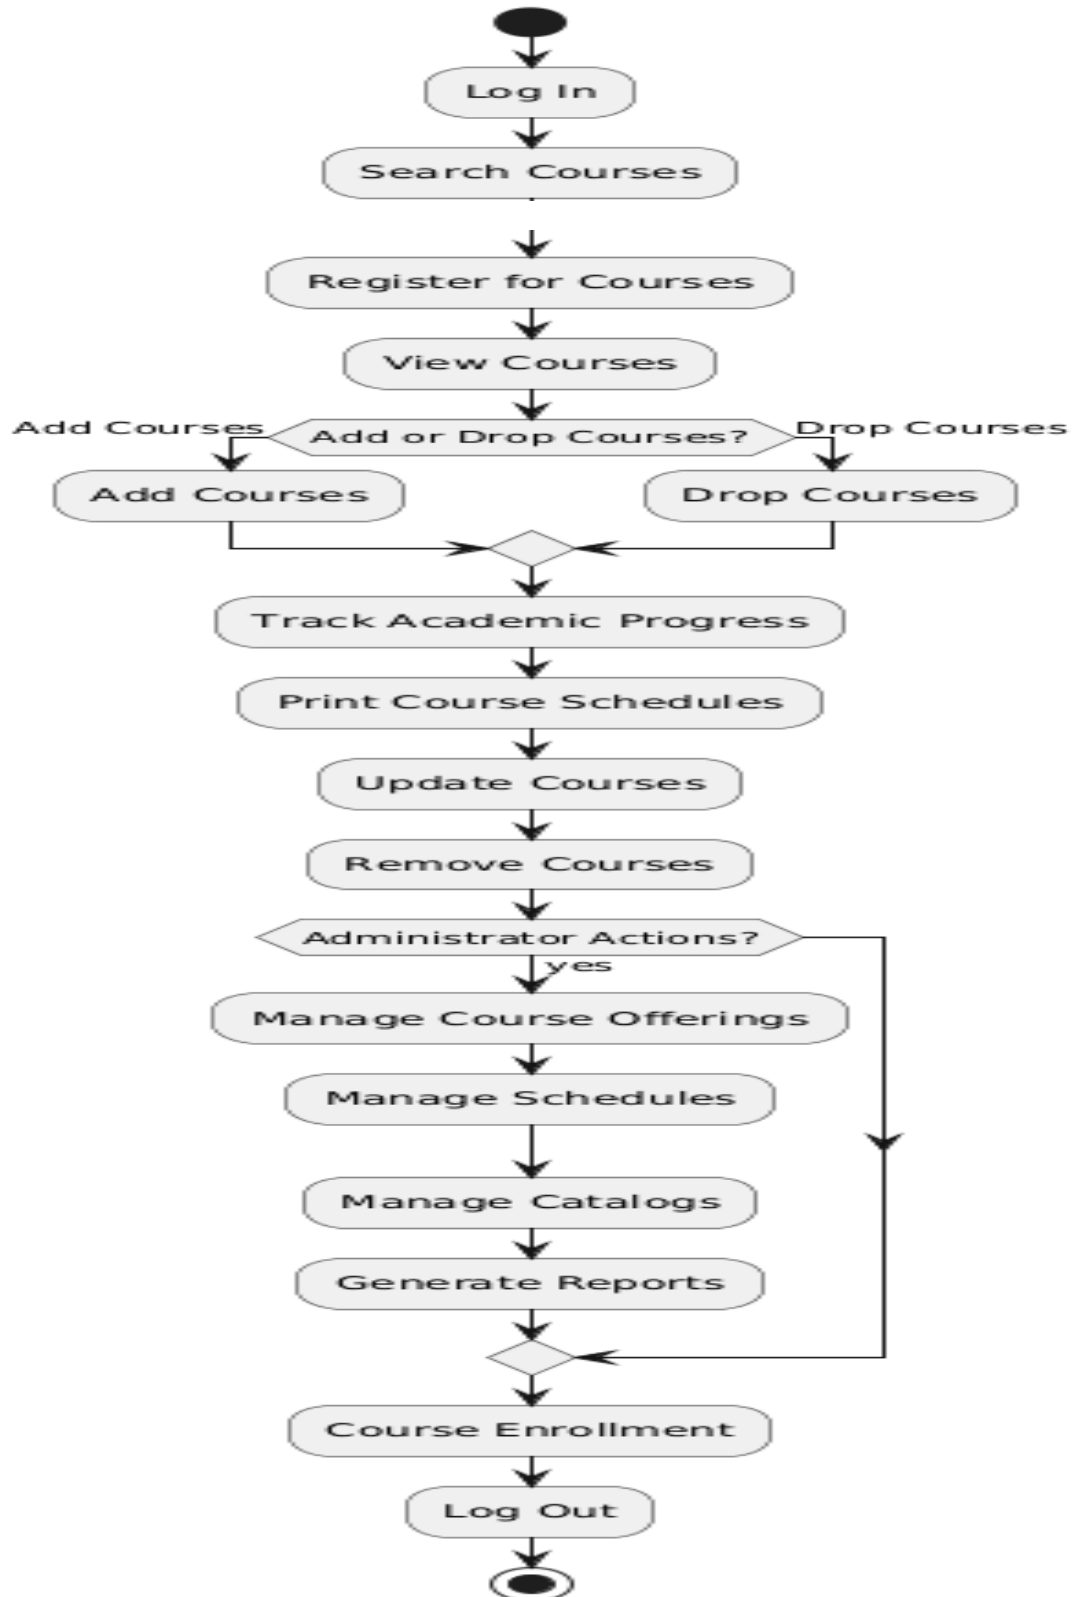 Log In
Search Courses
Register for Courses
View Courses
Add Courses
Add or Drop Courses?
Drop Courses
Add Courses
Drop Courses
Track Academic Progress
Print Course Schedules
Update Courses
Remove Courses
Administrator Actions?
yes
Manage Course Offerings
Manage Schedules
Manage Catalogs
Generate Reports
Course Enrollment
Log Out